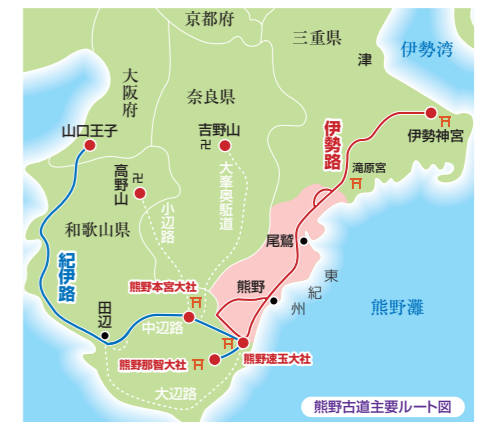 京都府
三重県
伊勢湾
津
大阪府
奈良県
山口王子
吉野山
卍
伊勢路
伊勢神宮
高野山
卍
大峯奥駈道
滝原宮
小辺路
和歌山県
紀伊路
尾鷲
東紀州
熊野
熊野本宮大社
熊野灘
田辺
中辺路
熊野那智大社
熊野速玉大社
大辺路
熊野古道主要ルート図